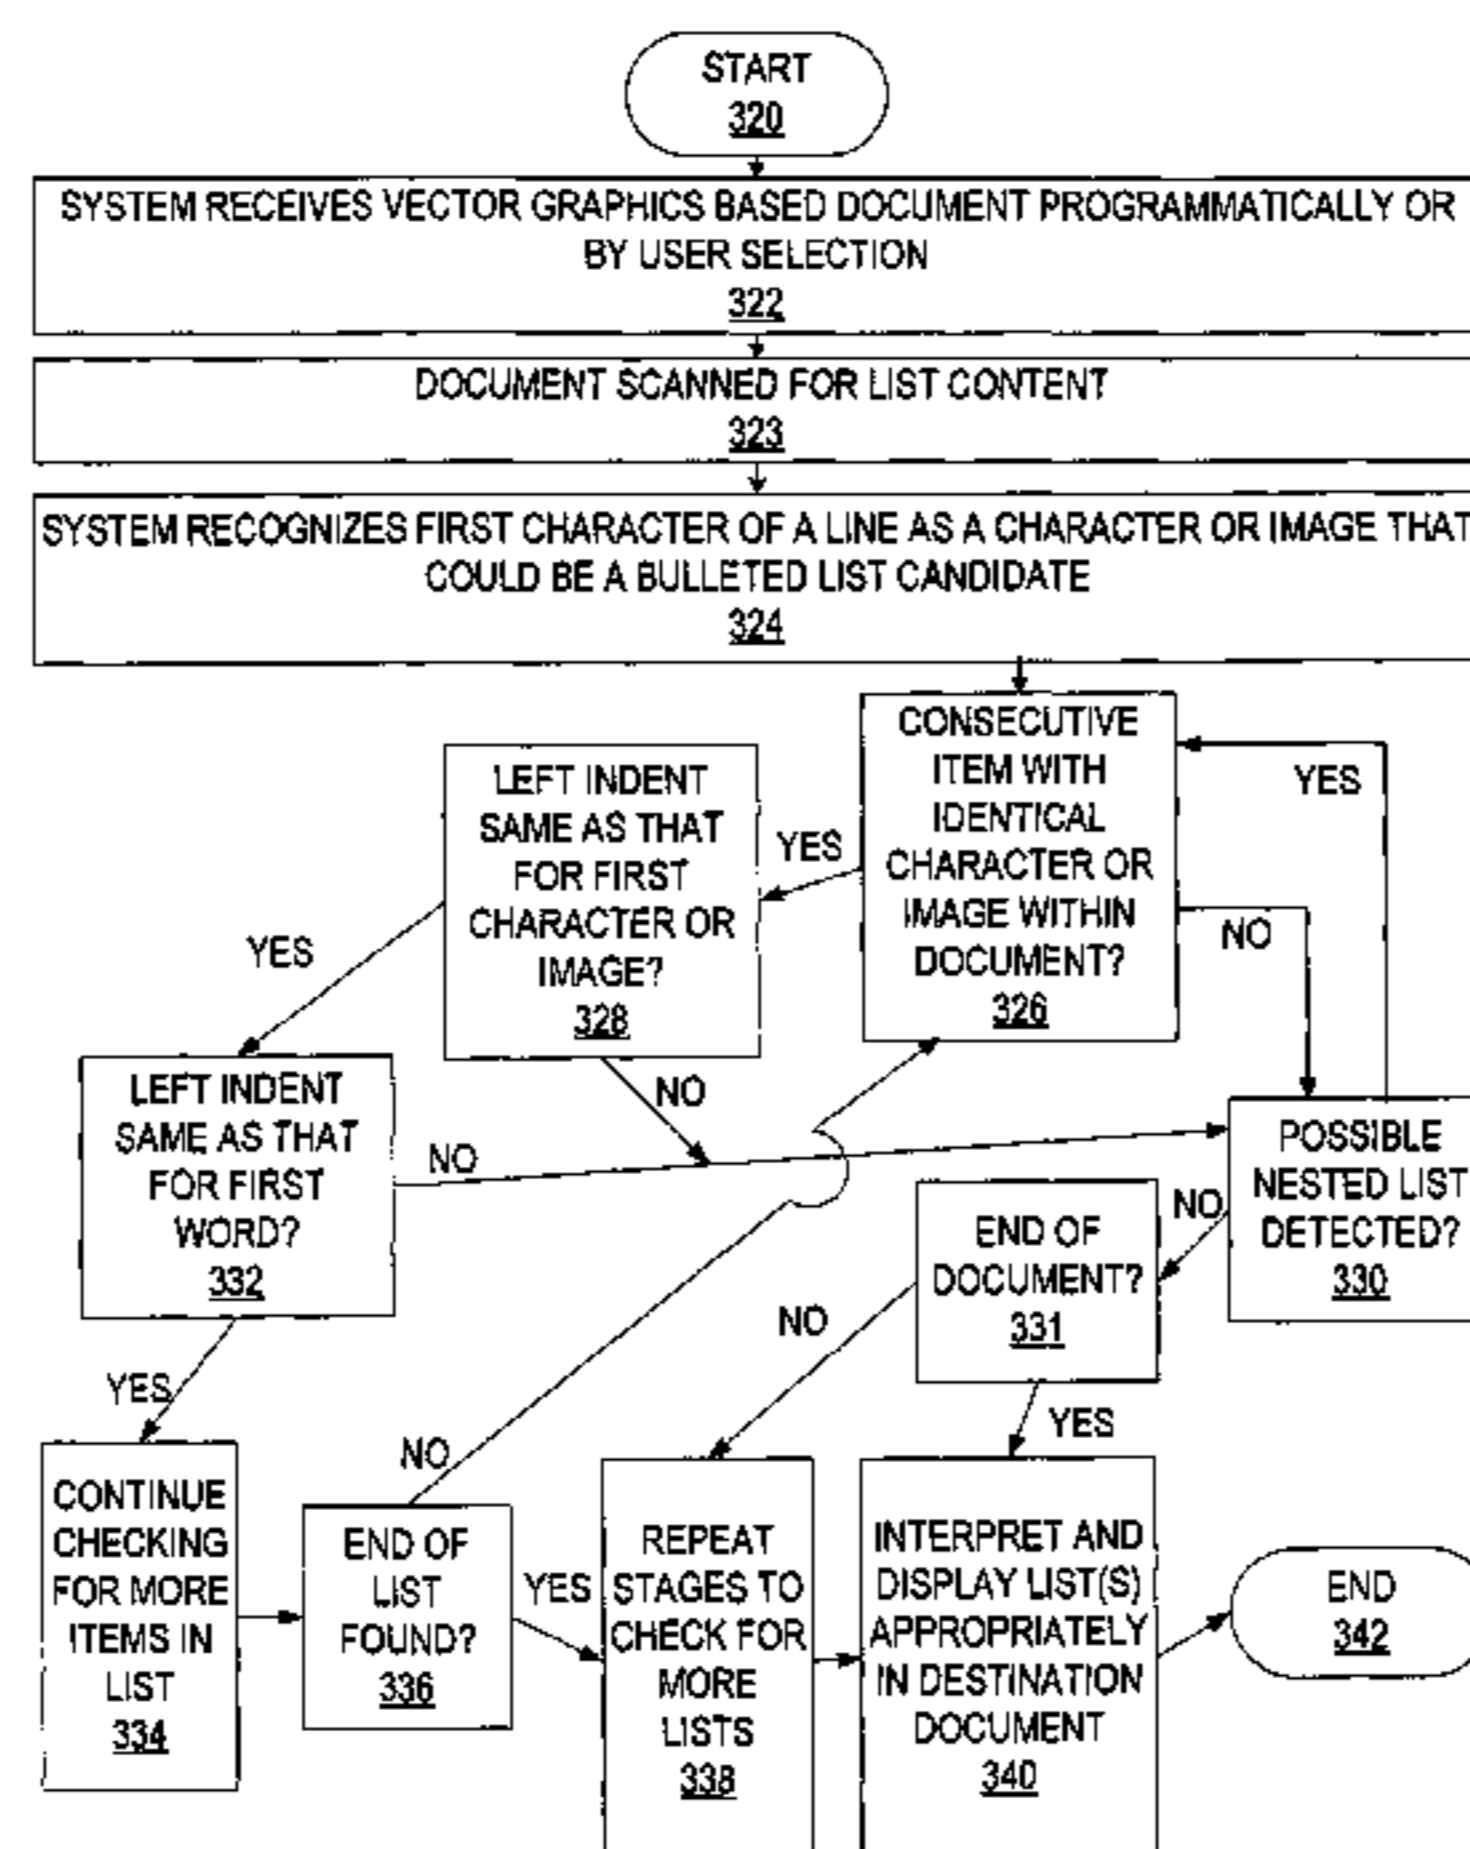 START
320
SYSTEM RECEIVES VECTOR GRAPHICS BASED DOCUMENT PROGRAMMATICALLY OR
BY USER SELECTION
322
DOCUMENT SCANNED FOR LIST CONTENT
323
SYSTEM RECOGNIZES FIRST CHARACTER OF A LINE AS A CHARACTER OR IMAGE THAT
COULD BE A BULLETED LIST CANDIDATE
324
CONSECUTIVE
ITEM WITH
IDENTICAL
CHARACTER OR
IMAGE WITHIN
DOCUMENT?
326
YES
NO
YES
LEFT INDENT
SAME AS THAT
FOR FIRST
CHARACTER OR
IMAGE?
328
YES
NO
LEFT INDENT
SAME AS THAT
FOR FIRST
WORD?
332
NO
YES
POSSIBLE
NESTED LIST
DETECTED?
330
NO
END OF
DOCUMENT?
331
NO
YES
CONTINUE
CHECKING
FOR MORE
ITEMS IN
LIST
334
NO
END OF
LIST
FOUND?
336
YES
REPEAT
STAGES TO
CHECK FOR
MORE
LISTS
338
INTERPRET AND
DISPLAY LIST(S)
APPROPRIATELY
IN DESTINATION
DOCUMENT
340
END
342